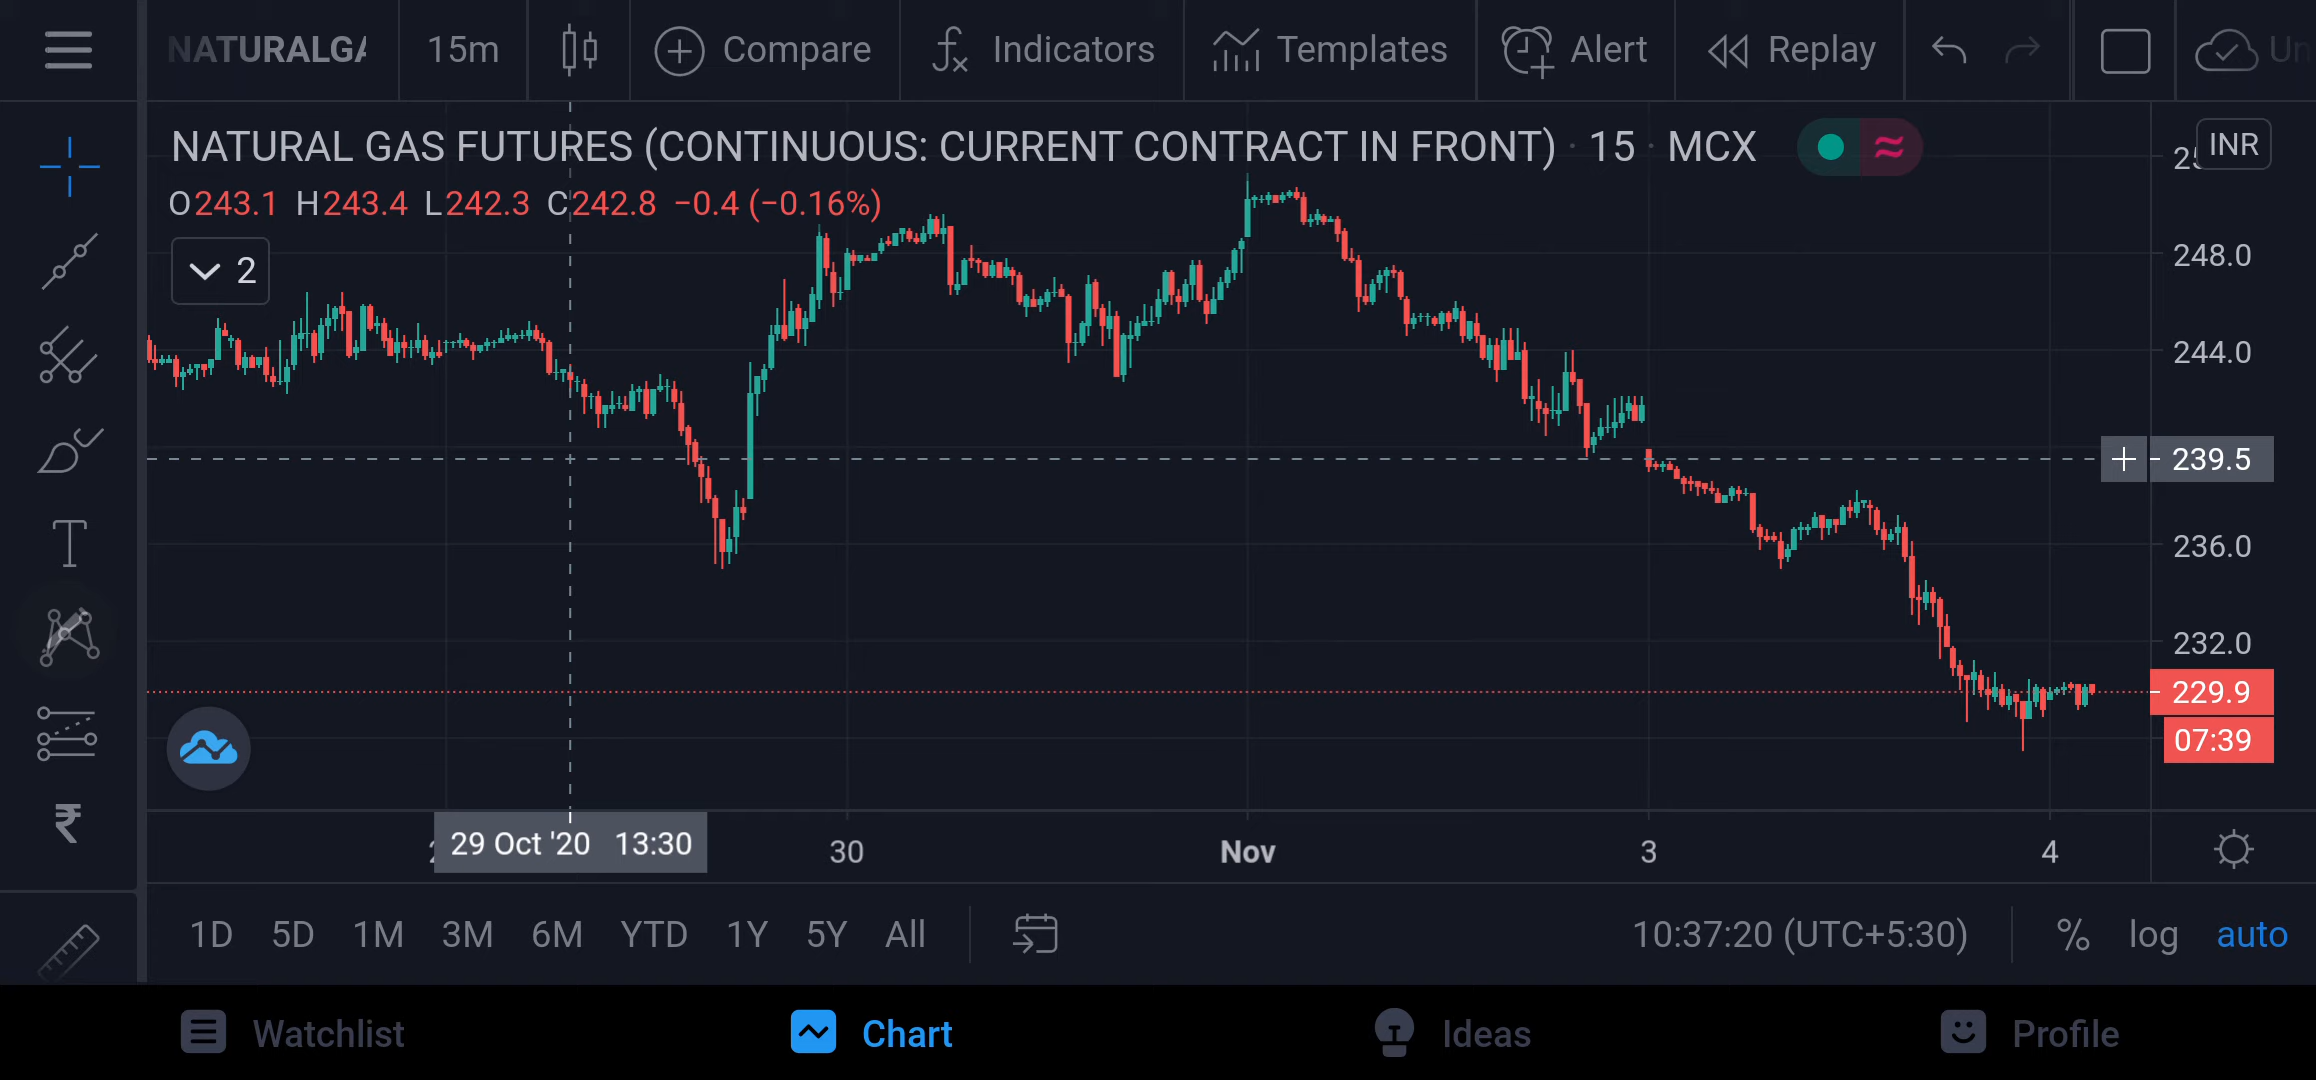 NATURALGA 15m Compare Indicators Templates Alert Replay Un
NATURAL GAS FUTURES (CONTINUOUS: CURRENT CONTRACT IN FRONT) · 15 · MCX
INR
O243.1 H243.4 L242.3 C242.8 −0.4 (−0.16%)
2
248.0
244.0
239.5
236.0
232.0
229.9
07:39
29 Oct '20 13:30 30 Nov 3 4
1D 5D 1M 3M 6M YTD 1Y 5Y All 10:37:20 (UTC+5:30) % log auto
Watchlist Chart Ideas Profile